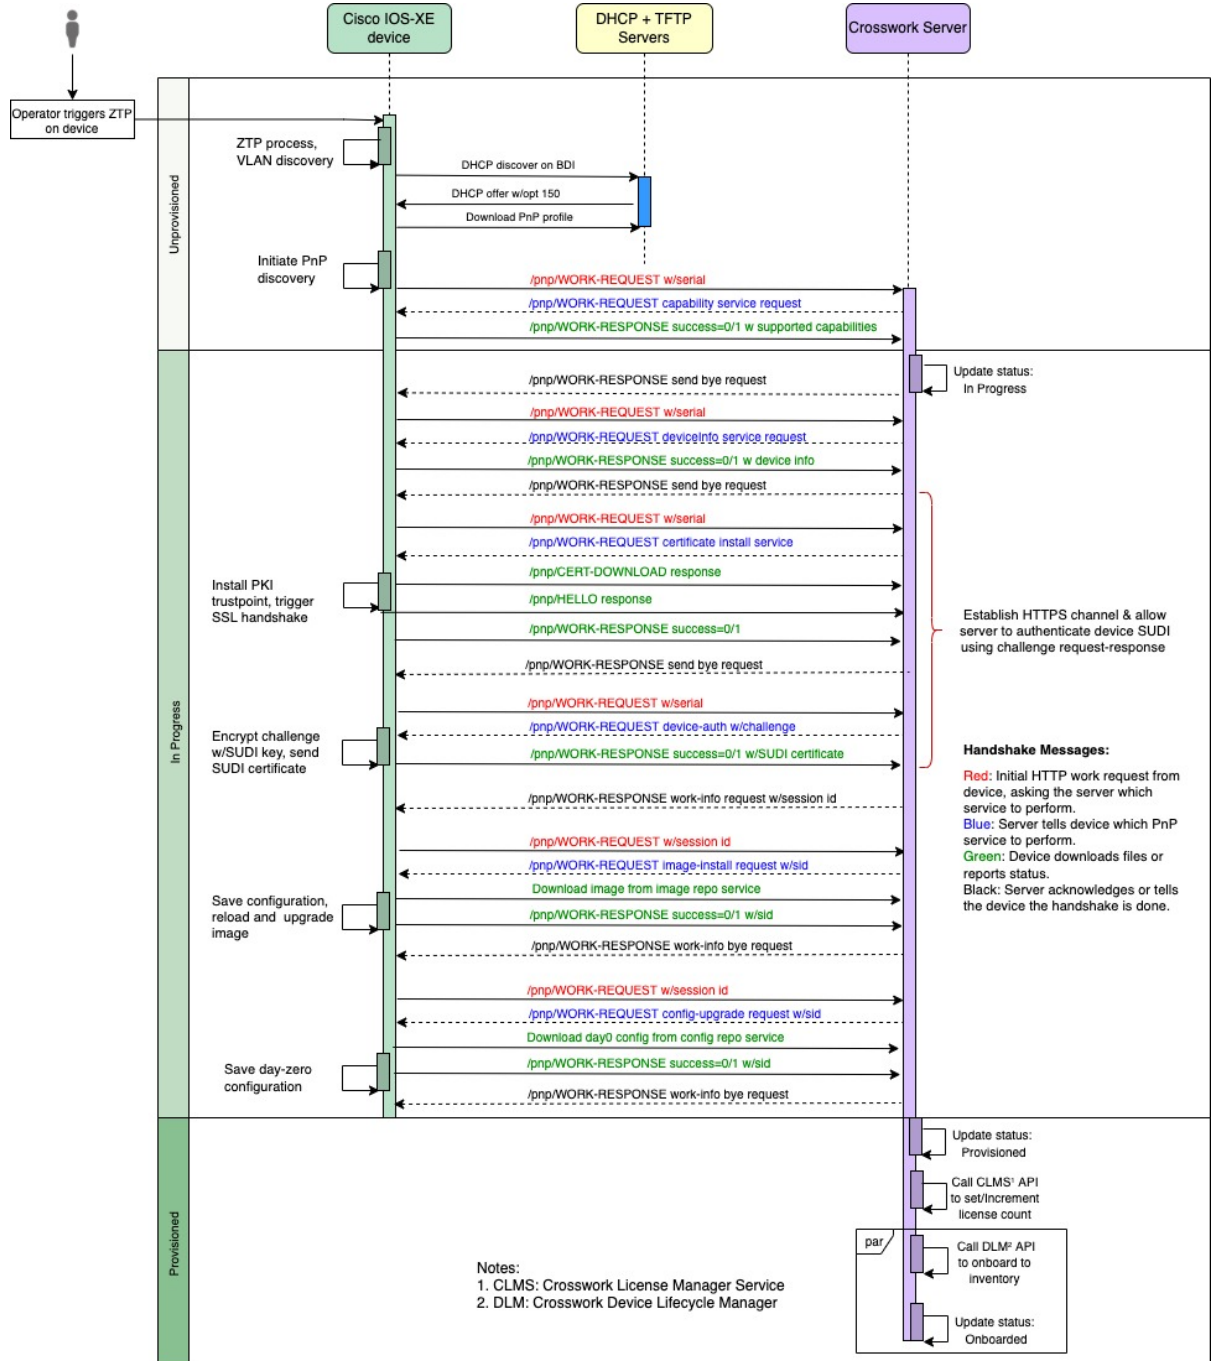 Cisco IOS-XE
device
DHCP + TFTP
Servers
Crosswork Server
Operator triggers ZTP
on device
Unprovisioned
ZTP process,
VLAN discovery
DHCP discover on BDI
DHCP offer w/opt 150
Download PnP profile
Initiate PnP
discovery
/pnp/WORK-REQUEST w/serial
/pnp/WORK-REQUEST capability service request
/pnp/WORK-RESPONSE success=0/1 w supported capabilities
In Progress
Update status:
In Progress
/pnp/WORK-RESPONSE send bye request
/pnp/WORK-REQUEST w/serial
/pnp/WORK-REQUEST deviceInfo service request
/pnp/WORK-RESPONSE success=0/1 w device info
/pnp/WORK-RESPONSE send bye request
/pnp/WORK-REQUEST w/serial
/pnp/WORK-REQUEST certificate install service
Install PKI
trustpoint, trigger
SSL handshake
/pnp/CERT-DOWNLOAD response
/pnp/HELLO response
/pnp/WORK-RESPONSE success=0/1
/pnp/WORK-RESPONSE send bye request
Establish HTTPS channel & allow
server to authenticate device SUDI
using challenge request-response
/pnp/WORK-REQUEST w/serial
/pnp/WORK-REQUEST device-auth w/challenge
Encrypt challenge
w/SUDI key, send
SUDI certificate
/pnp/WORK-RESPONSE success=0/1 w/SUDI certificate
/pnp/WORK-RESPONSE work-info request w/session id
Handshake Messages:
Red: Initial HTTP work request from
device, asking the server which
service to perform.
Blue: Server tells device which PnP
service to perform.
Green: Device downloads files or
reports status.
Black: Server acknowledges or tells
the device the handshake is done.
/pnp/WORK-REQUEST w/session id
/pnp/WORK-REQUEST image-install request w/sid
Download image from image repo service
Save configuration,
reload and upgrade
image
/pnp/WORK-RESPONSE success=0/1 w/sid
/pnp/WORK-RESPONSE work-info bye request
/pnp/WORK-REQUEST w/session id
/pnp/WORK-REQUEST config-upgrade request w/sid
Download day0 config from config repo service
Save day-zero
configuration
/pnp/WORK-RESPONSE success=0/1 w/sid
/pnp/WORK-RESPONSE work-info bye request
Provisioned
Update status:
Provisioned
Call CLMS¹ API
to set/Increment
license count
par
Call DLM² API
to onboard to
inventory
Update status:
Onboarded
Notes:
1. CLMS: Crosswork License Manager Service
2. DLM: Crosswork Device Lifecycle Manager